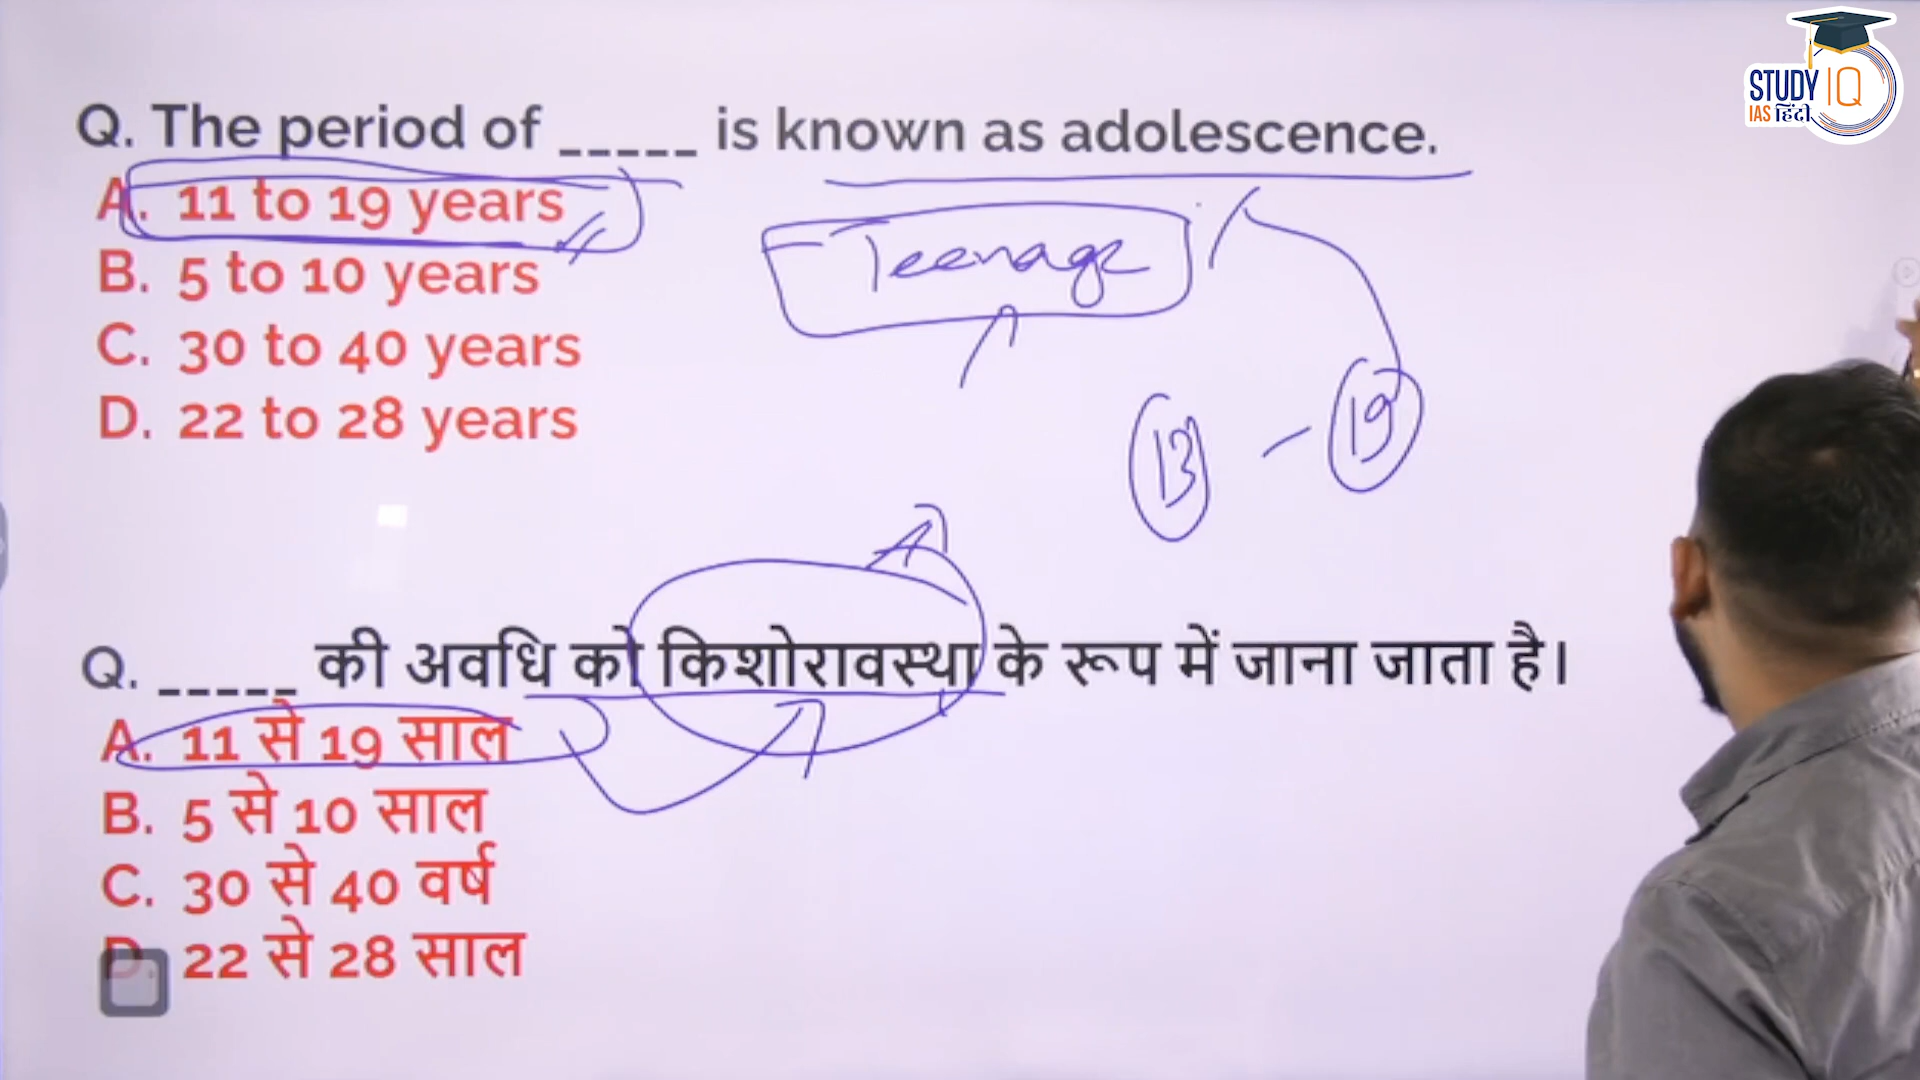 STUDY IQ
IAS हिंदी
Q. The period of _____ is known as adolescence.
A. 11 to 19 years
B. 5 to 10 years
C. 30 to 40 years
D. 22 to 28 years
Teenage
13 - 19
Q. _____ की अवधि को किशोरावस्था के रूप में जाना जाता है।
A. 11 से 19 साल
B. 5 से 10 साल
C. 30 से 40 वर्ष
D. 22 से 28 साल